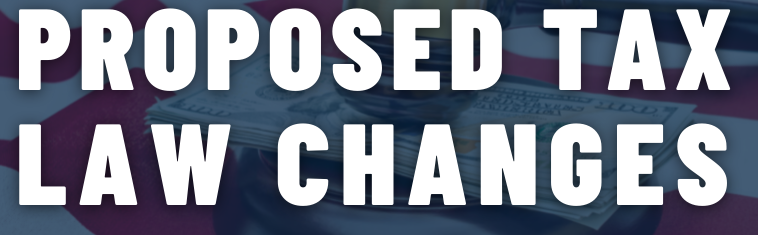 PROPOSED TAX
LAW CHANGES